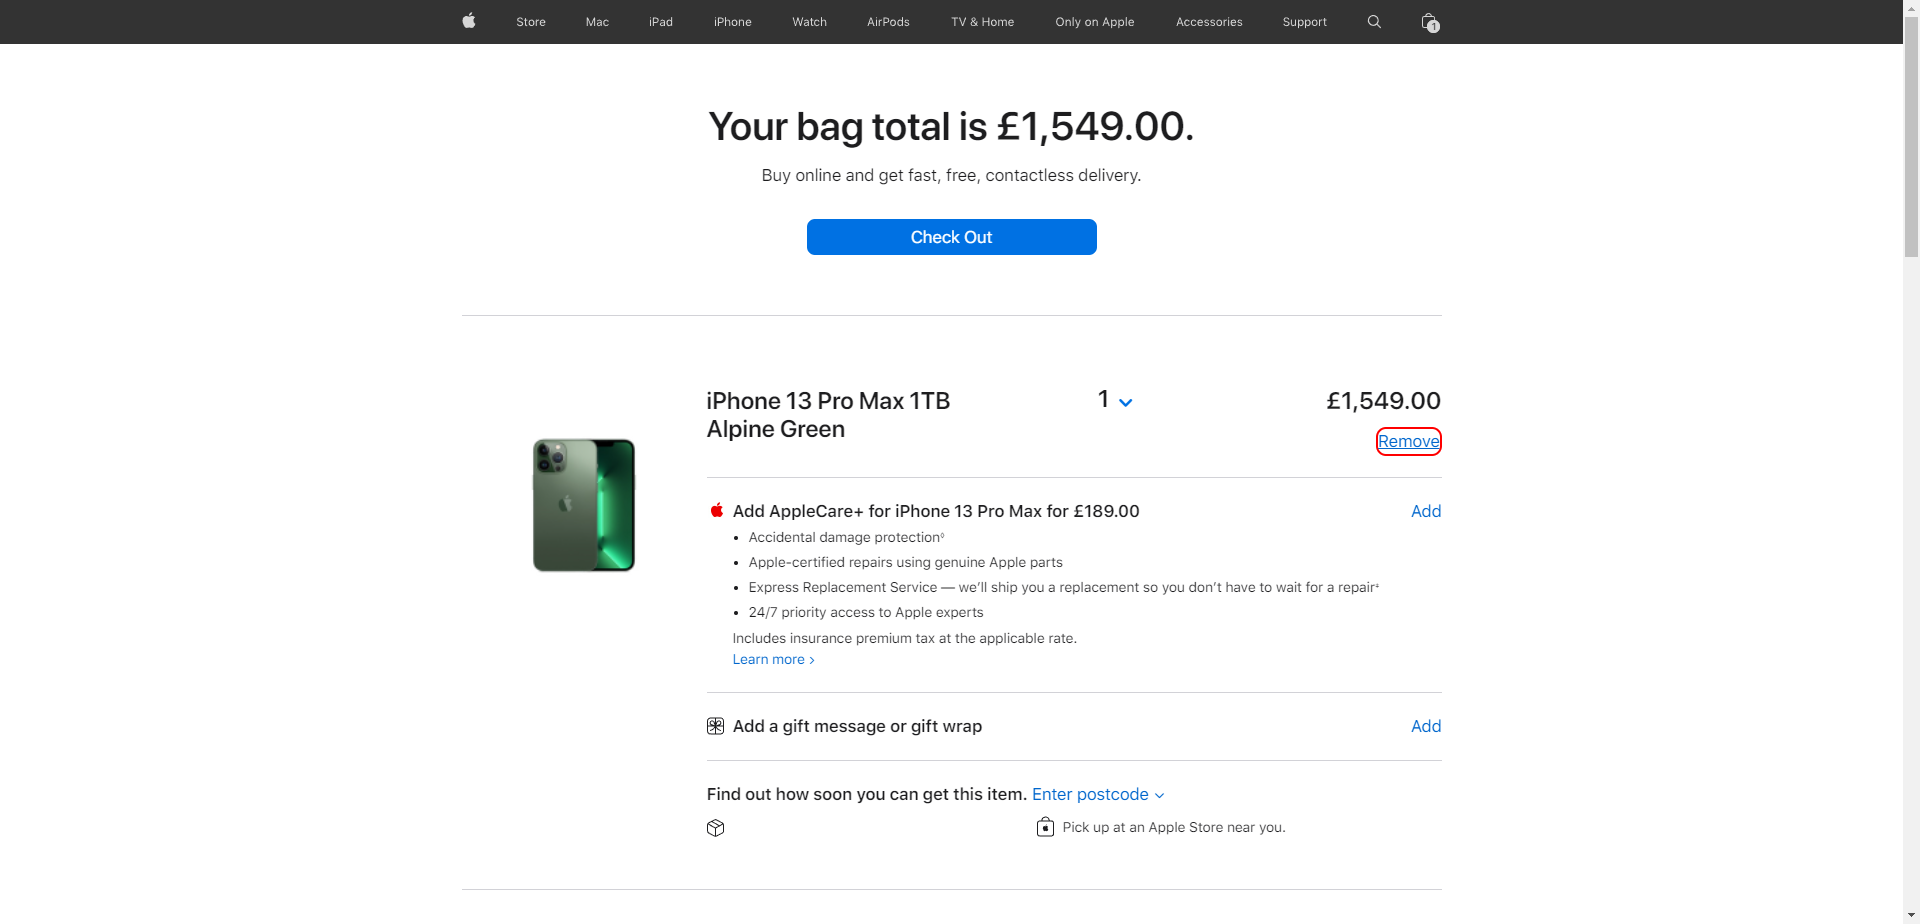 Store Mac iPad iPhone Watch AirPods TV & Home Only on Apple Accessories Support 1
Your bag total is £1,549.00.
Buy online and get fast, free, contactless delivery.
Check Out
iPhone 13 Pro Max 1TB
Alpine Green
1
£1,549.00
Remove
Add AppleCare+ for iPhone 13 Pro Max for £189.00 Add
• Accidental damage protection◊
• Apple-certified repairs using genuine Apple parts
• Express Replacement Service — we’ll ship you a replacement so you don’t have to wait for a repair‡
• 24/7 priority access to Apple experts
Includes insurance premium tax at the applicable rate.
Learn more >
Add a gift message or gift wrap Add
Find out how soon you can get this item. Enter postcode
Pick up at an Apple Store near you.